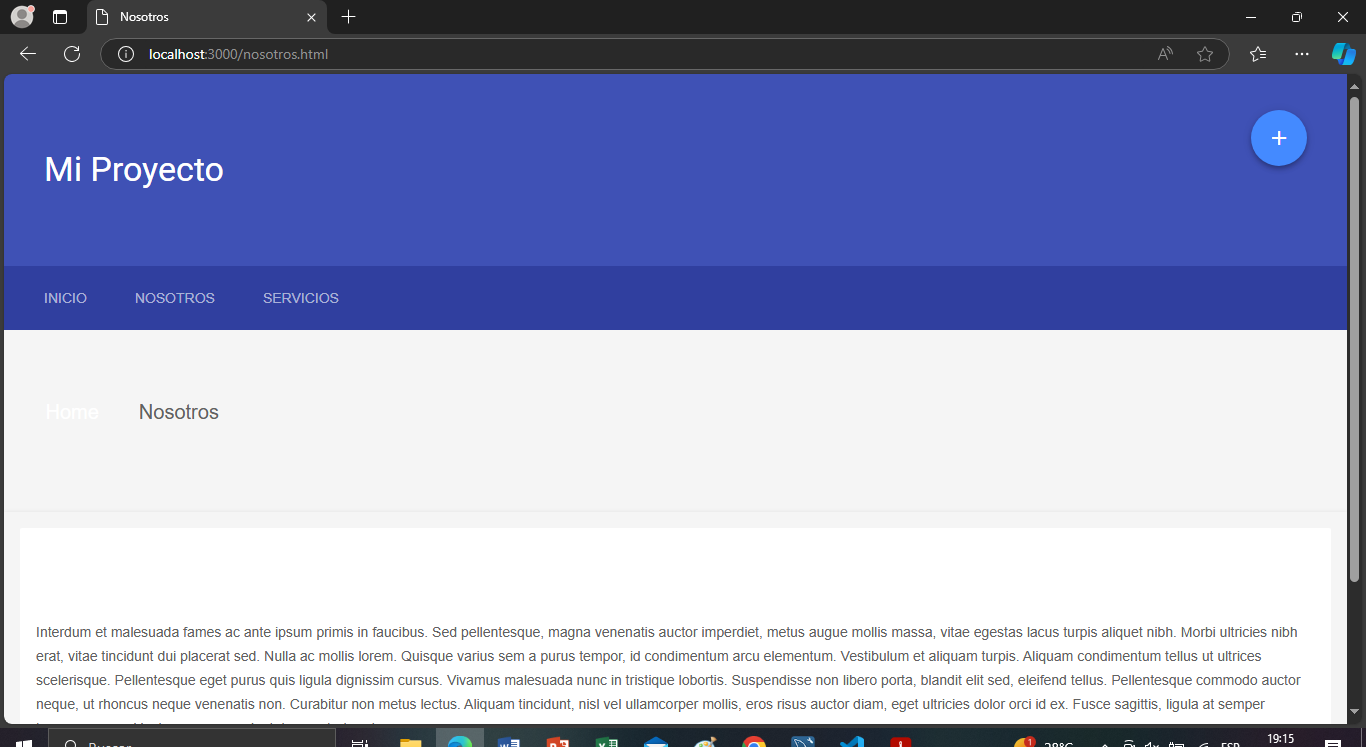 Nosotros
localhost:3000/nosotros.html
Mi Proyecto
+
INICIO NOSOTROS SERVICIOS
Home Nosotros
Interdum et malesuada fames ac ante ipsum primis in faucibus. Sed pellentesque, magna venenatis auctor imperdiet, metus augue mollis massa, vitae egestas lacus turpis aliquet nibh. Morbi ultricies nibh
erat, vitae tincidunt dui placerat sed. Nulla ac mollis lorem. Quisque varius sem a purus tempor, id condimentum arcu elementum. Vestibulum et aliquam turpis. Aliquam condimentum tellus ut ultrices
scelerisque. Pellentesque eget purus quis ligula dignissim cursus. Vivamus malesuada nunc in tristique lobortis. Suspendisse non libero porta, blandit elit sed, eleifend tellus. Pellentesque commodo auctor
neque, ut rhoncus neque venenatis non. Curabitur non metus lectus. Aliquam tincidunt, nisl vel ullamcorper mollis, eros risus auctor diam, eget ultricies dolor orci id ex. Fusce sagittis, ligula at semper
19:15
Buscar 1 28°C ESP